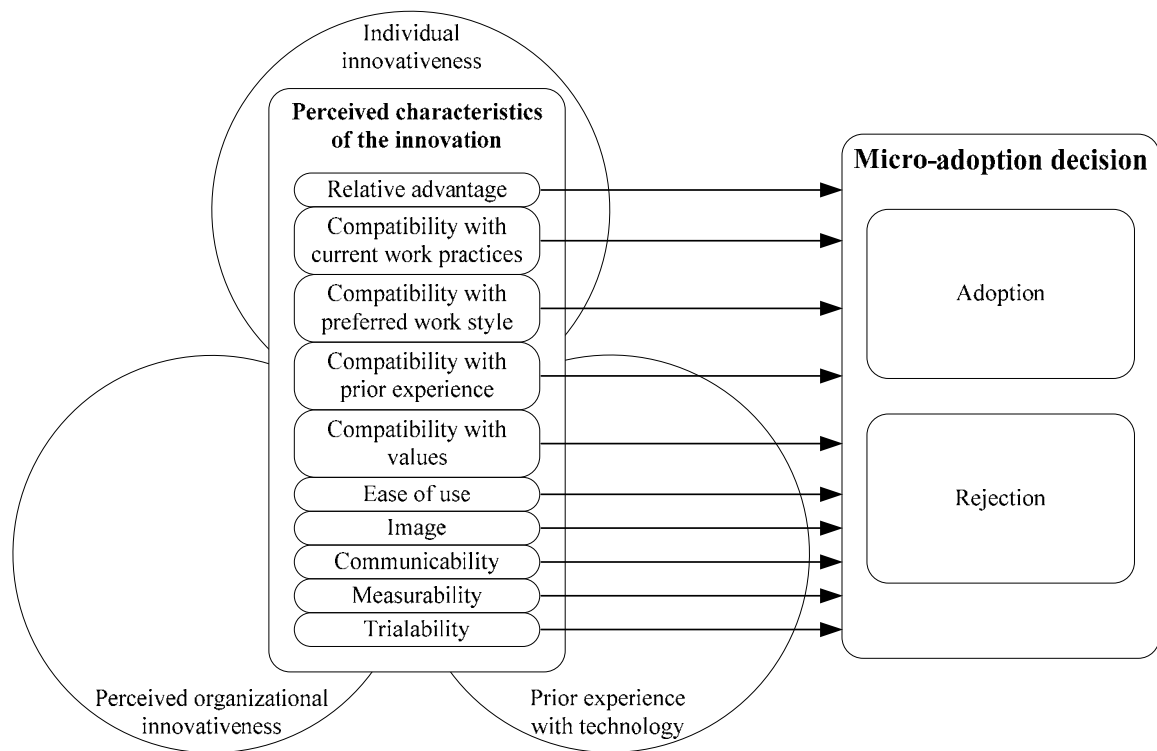 Individual
innovativeness
Perceived characteristics
of the innovation
Relative advantage
Compatibility with
current work practices
Compatibility with
preferred work style
Compatibility with
prior experience
Compatibility with
values
Ease of use
Image
Communicability
Measurability
Trialability
Perceived organizational
innovativeness
Prior experience
with technology
Micro-adoption decision
Adoption
Rejection